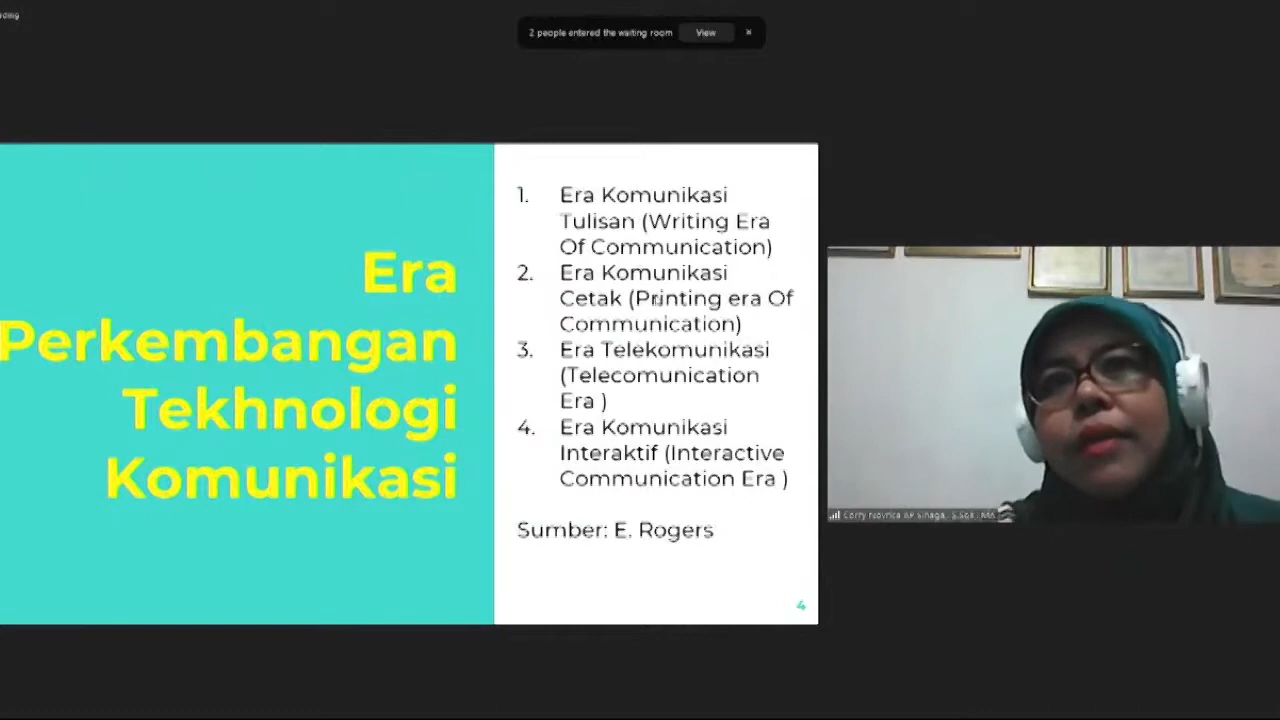 2 people entered the waiting room
View
Era
Perkembangan
Tekhnologi
Komunikasi
1. Era Komunikasi
Tulisan (Writing Era
Of Communication)
2. Era Komunikasi
Cetak (Printing era Of
Communication)
3. Era Telekomunikasi
(Telecomunication
Era )
4. Era Komunikasi
Interaktif (Interactive
Communication Era )
Sumber: E. Rogers
4